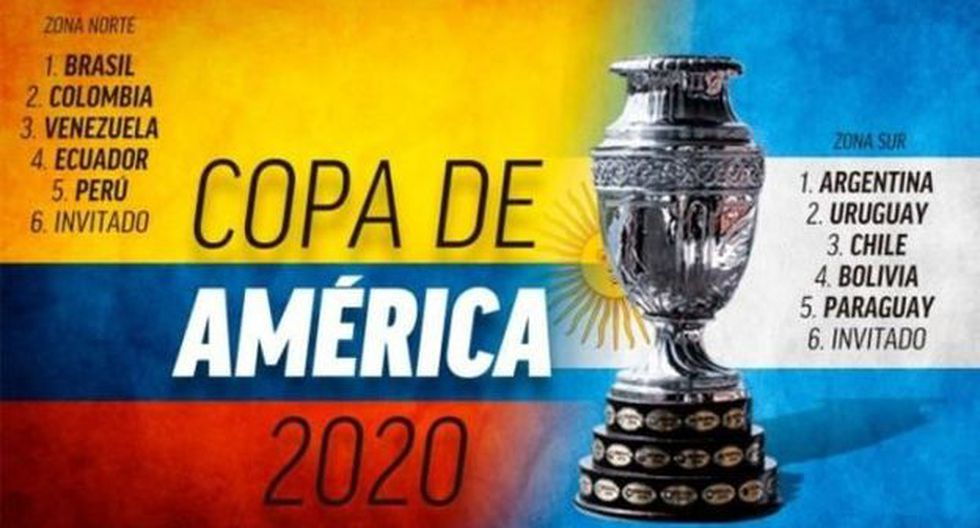 ZONA NORTE
1. BRASIL
2. COLOMBIA
3. VENEZUELA
4. ECUADOR
5. PERÚ
6. INVITADO
COPA DE
AMÉRICA
2020
ZONA SUR
1. ARGENTINA
2. URUGUAY
3. CHILE
4. BOLIVIA
5. PARAGUAY
6. INVITADO